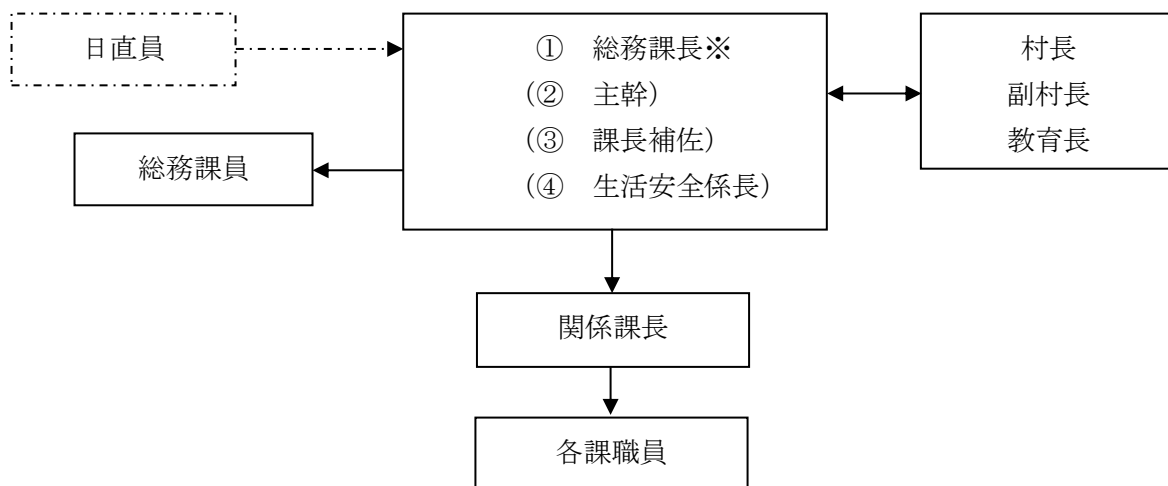 日直員
① 総務課長※
(② 主幹)
(③ 課長補佐)
(④ 生活安全係長)
村長
副村長
教育長
総務課員
関係課長
各課職員